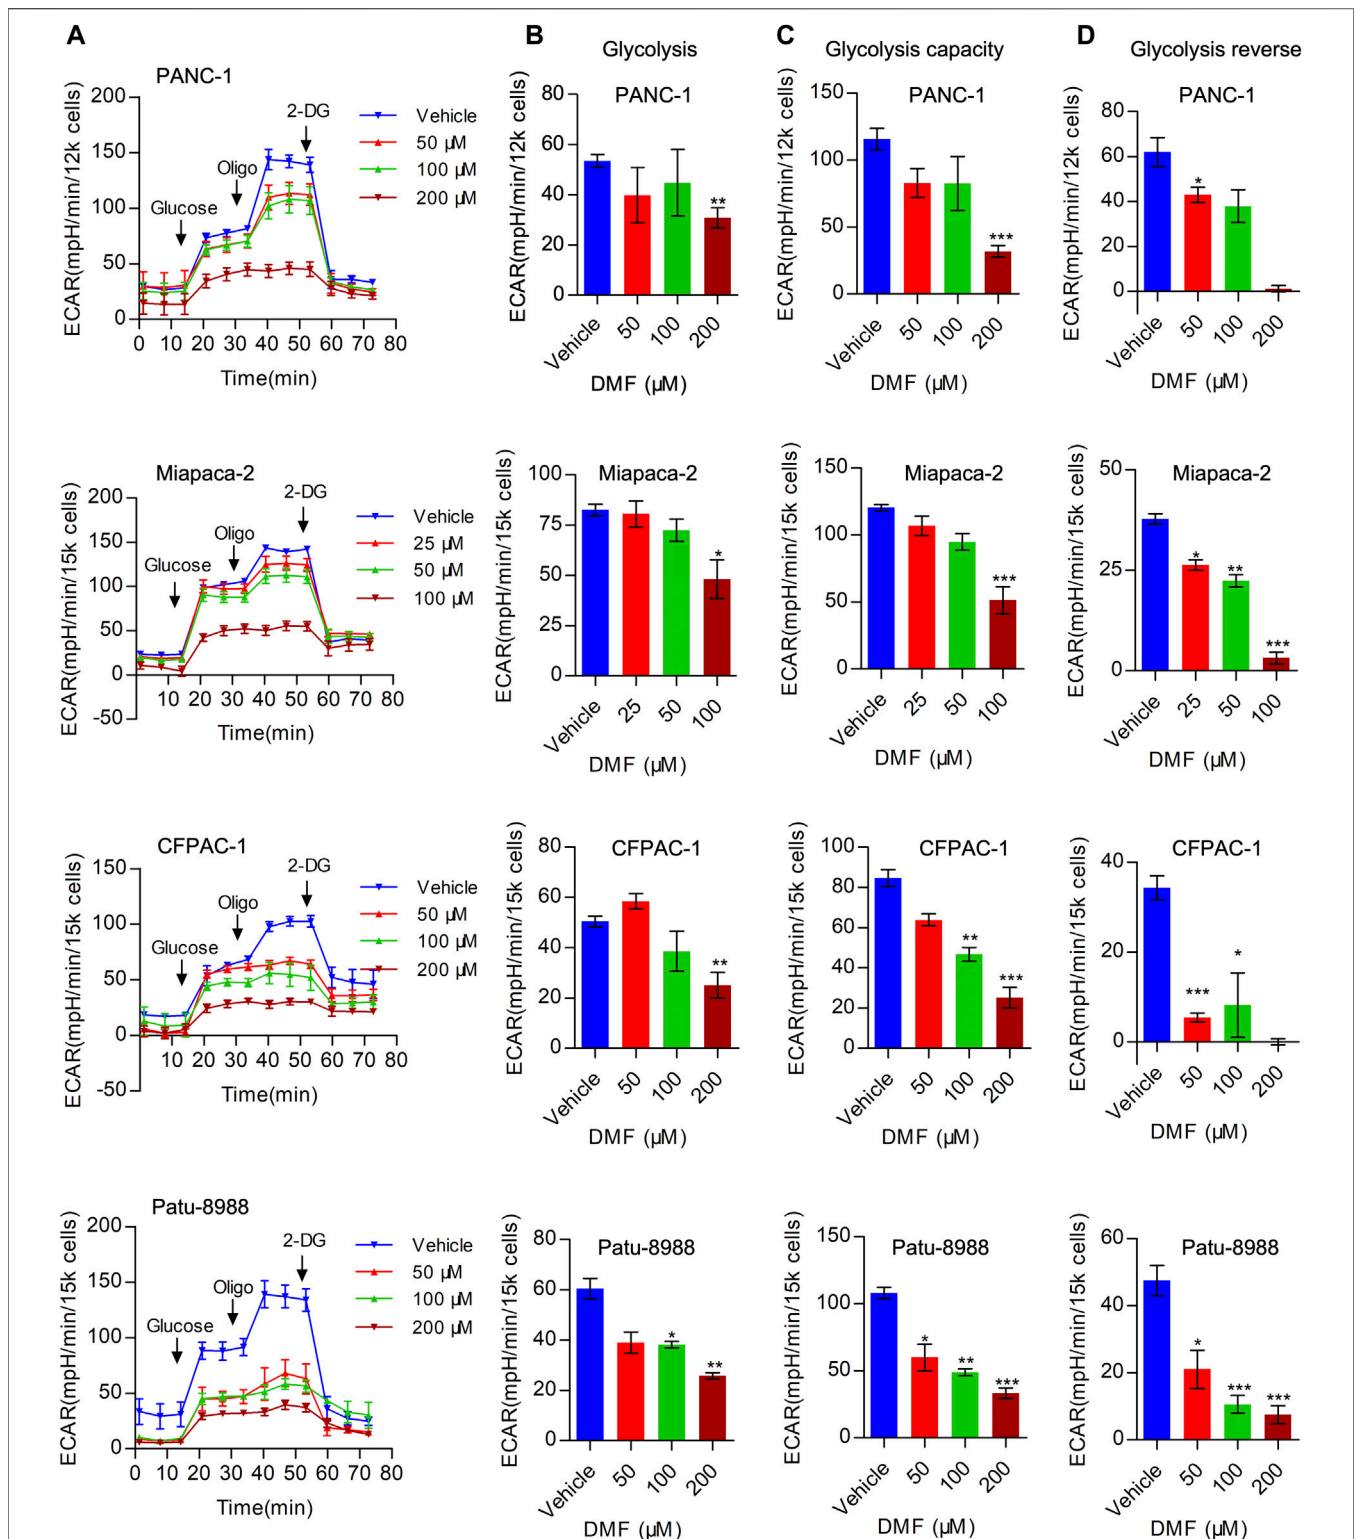 A
B
C
D
Glycolysis
Glycolysis capacity
Glycolysis reverse
PANC-1
ECAR(mpH/min/12k cells)
200
150
100
50
0
0 10 20 30 40 50 60 70 80
Time(min)
Glucose
Oligo
2-DG
Vehicle
50 µM
100 µM
200 µM
PANC-1
ECAR(mpH/min/12k cells)
80
60
40
20
0
**
Vehicle 50 100 200
DMF (µM)
PANC-1
ECAR(mpH/min/12k cells)
150
100
50
0
***
Vehicle 50 100 200
DMF (µM)
PANC-1
ECAR(mpH/min/12k cells)
80
60
40
20
0
*
Vehicle 50 100 200
DMF (µM)
Miapaca-2
ECAR(mpH/min/15k cells)
200
150
100
50
0
-50
10 20 30 40 50 60 70 80
Time(min)
Glucose
Oligo
2-DG
Vehicle
25 µM
50 µM
100 µM
Miapaca-2
ECAR(mpH/min/15k cells)
100
75
50
25
0
*
Vehicle 25 50 100
DMF (µM)
Miapaca-2
ECAR(mpH/min/15k cells)
150
100
50
0
***
Vehicle 25 50 100
DMF (µM)
Miapaca-2
ECAR(mpH/min/15k cells)
50
25
0
* ** ***
Vehicle 25 50 100
DMF (µM)
CFPAC-1
ECAR(mpH/min/15k cells)
150
100
50
0
-50
10 20 30 40 50 60 70 80
Time(min)
Glucose
Oligo
2-DG
Vehicle
50 µM
100 µM
200 µM
CFPAC-1
ECAR(mpH/min/15k cells)
80
60
40
20
0
**
Vehicle 50 100 200
DMF (µM)
CFPAC-1
ECAR(mpH/min/15k cells)
100
80
60
40
20
0
** ***
Vehicle 50 100 200
DMF (µM)
CFPAC-1
ECAR(mpH/min/15k cells)
40
20
0
*** *
Vehicle 50 100 200
DMF (µM)
Patu-8988
ECAR(mpH/min/15k cells)
200
150
100
50
0
0 10 20 30 40 50 60 70 80
Time(min)
Glucose
Oligo
2-DG
Vehicle
50 µM
100 µM
200 µM
Patu-8988
ECAR(mpH/min/15k cells)
80
60
40
20
0
* **
Vehicle 50 100 200
DMF (µM)
Patu-8988
ECAR(mpH/min/15k cells)
150
100
50
0
* ** ***
Vehicle 50 100 200
DMF (µM)
Patu-8988
ECAR(mpH/min/15k cells)
60
40
20
0
* *** ***
Vehicle 50 100 200
DMF (µM)